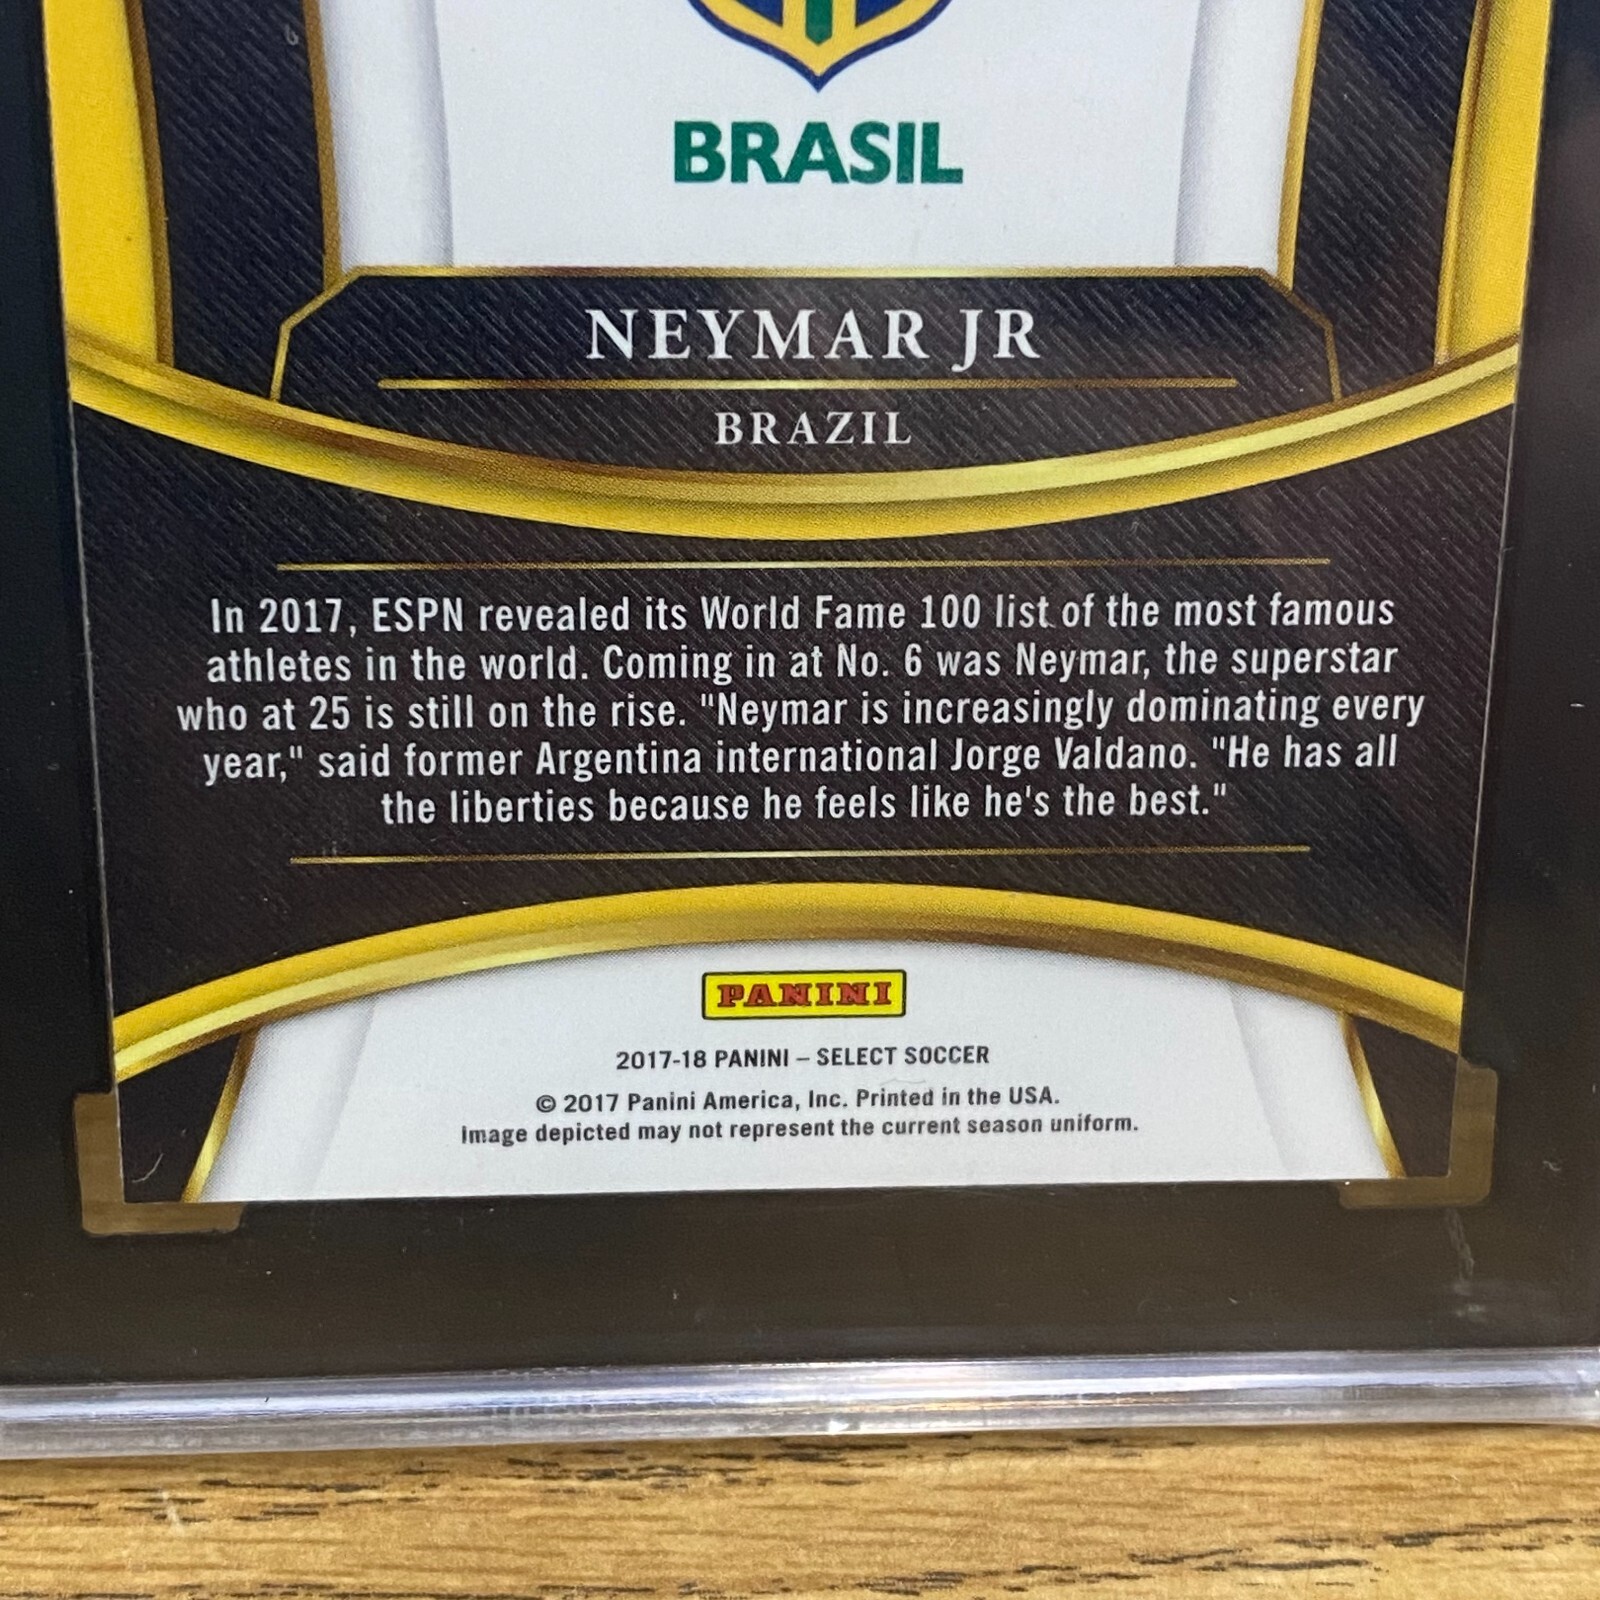 BRASIL
NEYMAR JR
BRAZIL
In 2017, ESPN revealed its World Fame 100 list of the most famous
athletes in the world. Coming in at No. 6 was Neymar, the superstar
who at 25 is still on the rise. "Neymar is increasingly dominating every
year," said former Argentina international Jorge Valdano. "He has all
the liberties because he feels like he's the best."
PANINI
2017-18 PANINI – SELECT SOCCER
© 2017 Panini America, Inc. Printed in the USA.
Image depicted may not represent the current season uniform.